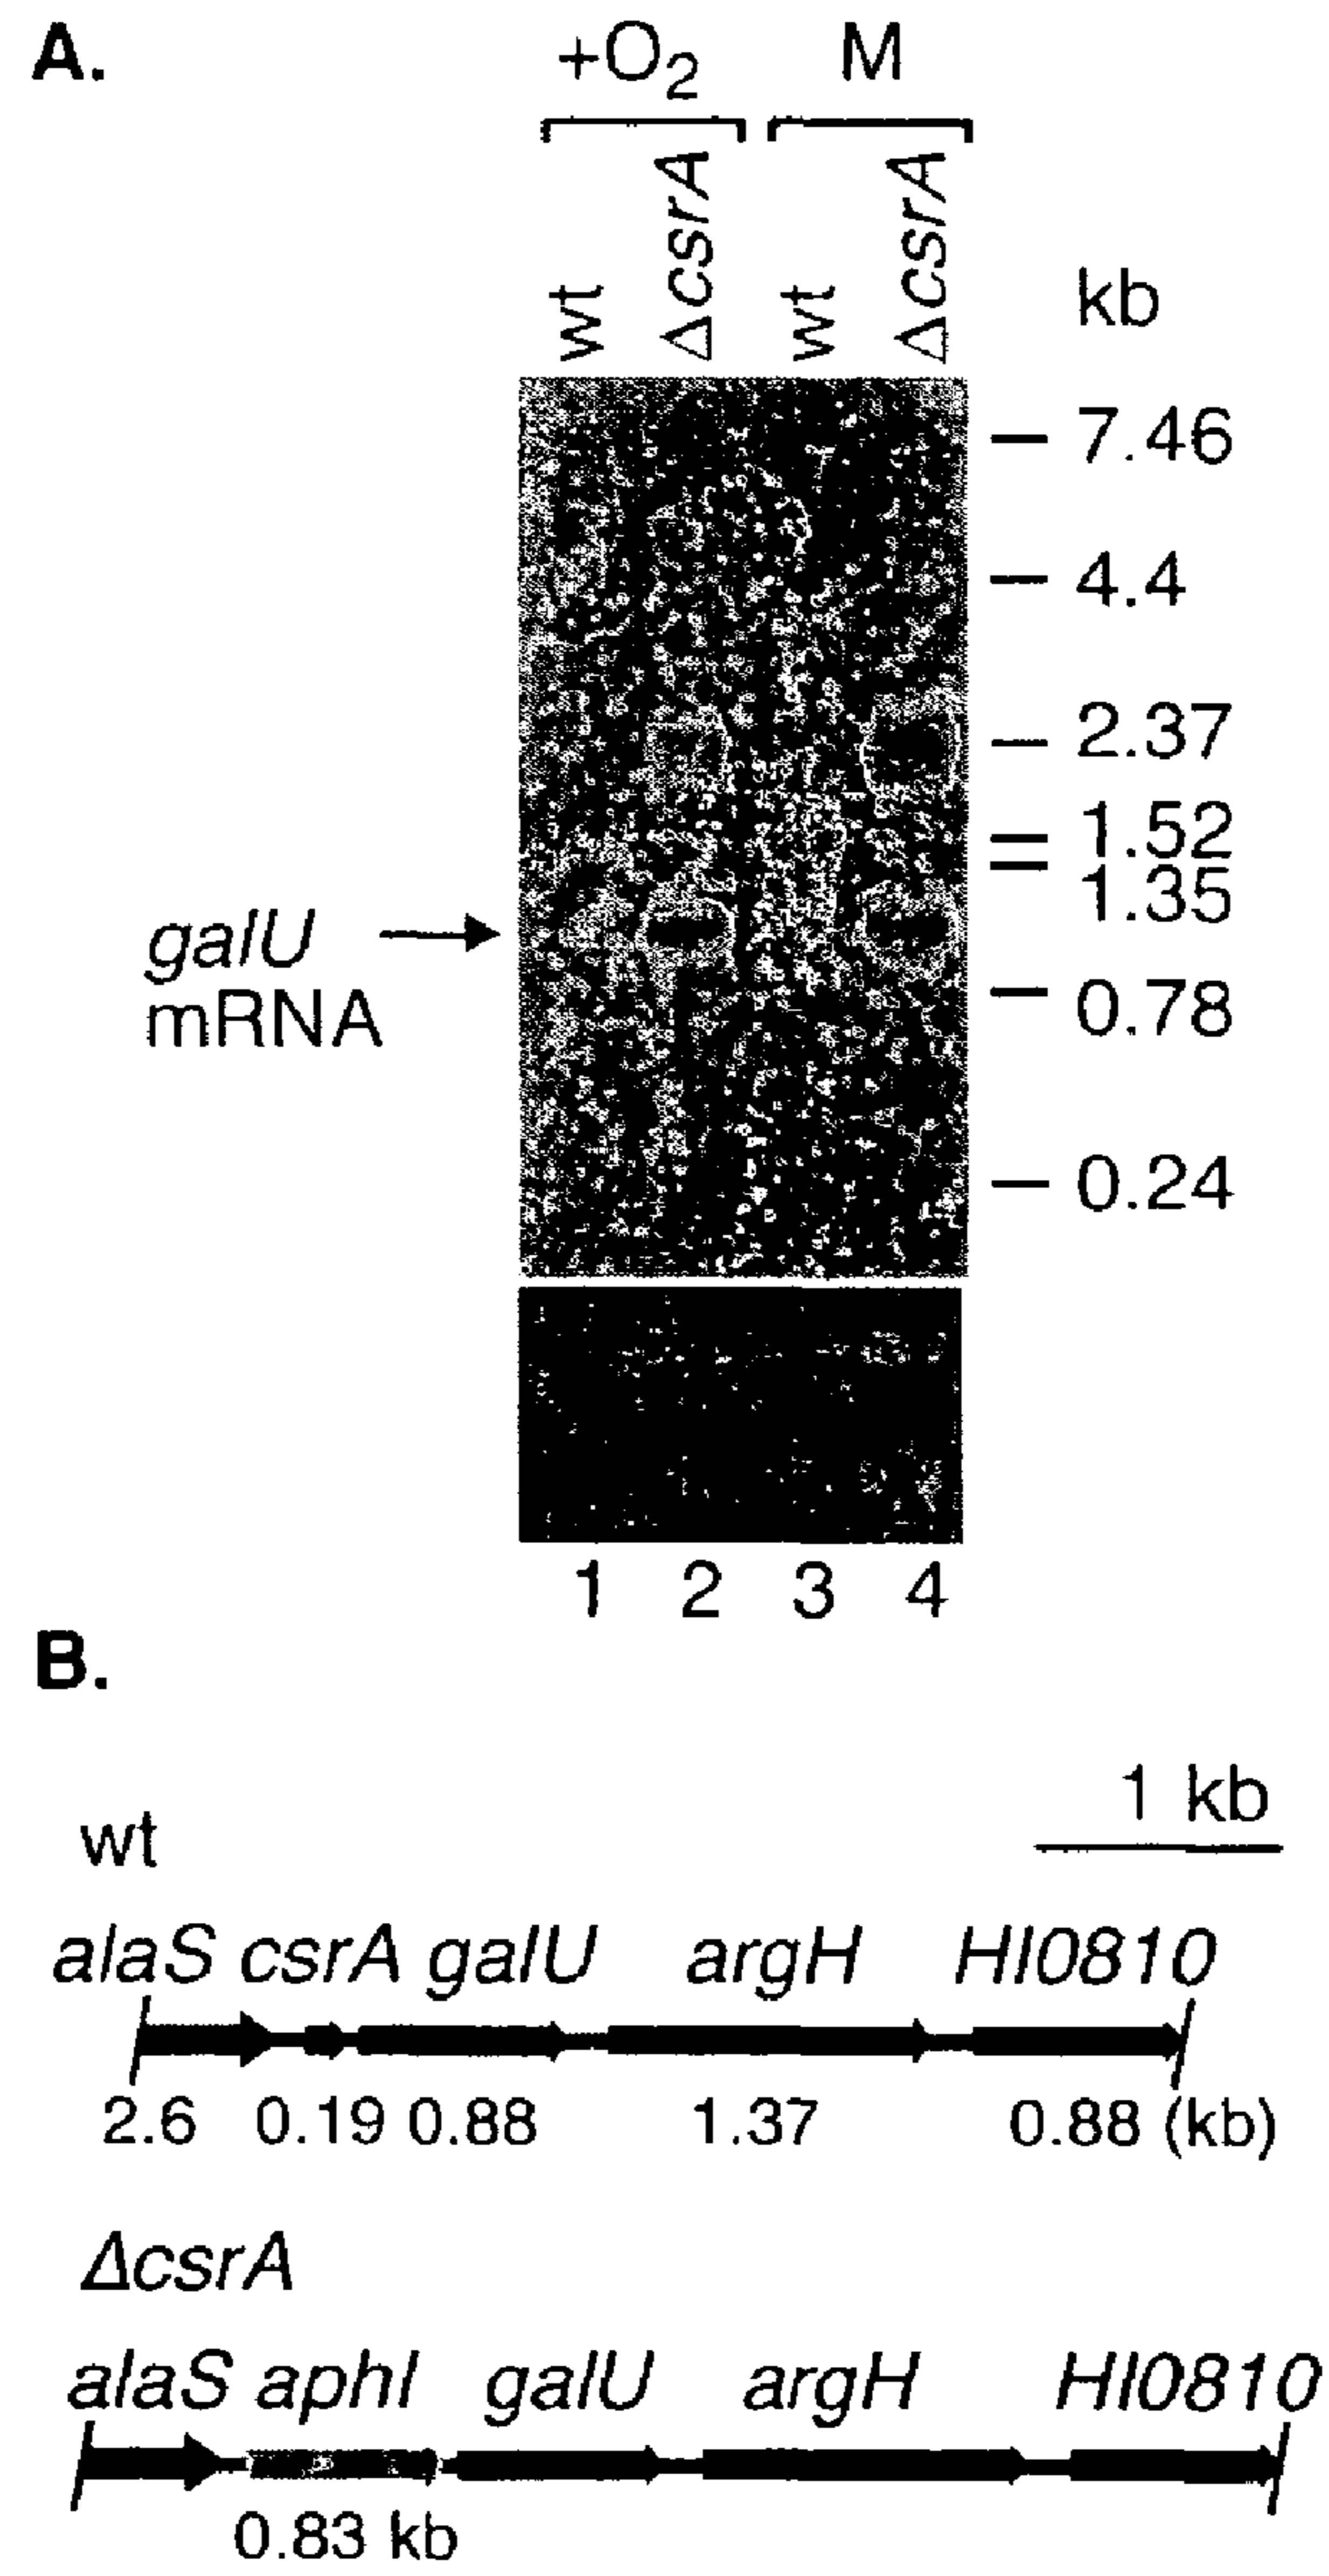 A.
+O₂ M
wt ΔcsrA wt ΔcsrA
kb
7.46
4.4
2.37
1.52
1.35
galU
mRNA
0.78
0.24
1 2 3 4
B.
1 kb
wt
alaS csrA galU argH HI0810
2.6 0.19 0.88 1.37 0.88 (kb)
ΔcsrA
alaS aphI galU argH HI0810
0.83 kb